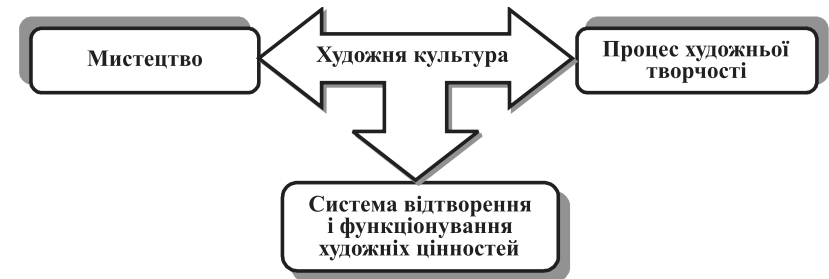 Мистецтво
Художня культура
Процес художньої
творчості
Система відтворення
і функціонування
художніх цінностей